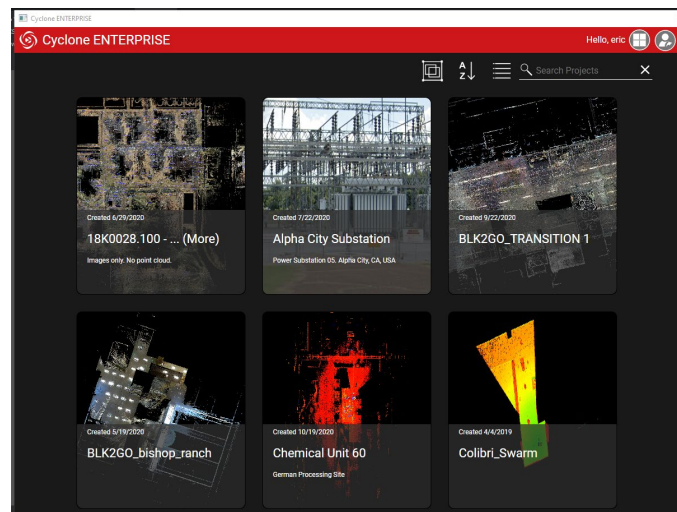 Cyclone ENTERPRISE
Cyclone ENTERPRISE
Hello, eric
A
Z
Search Projects
Created 6/29/2020
18K0028.100 - ... (More)
Images only. No point cloud.
Created 7/22/2020
Alpha City Substation
Power Substation 05. Alpha City, CA, USA
Created 9/22/2020
BLK2GO_TRANSITION 1
Created 5/19/2020
BLK2GO_bishop_ranch
Created 10/19/2020
Chemical Unit 60
German Processing Site
Created 4/4/2019
Colibri_Swarm